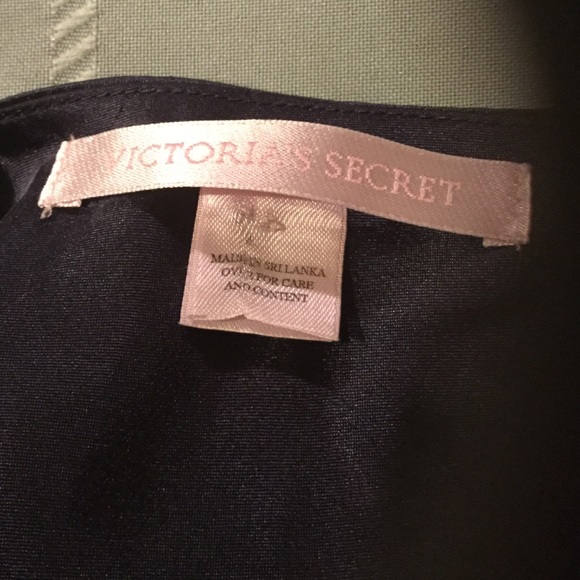 VICTORIA'S SECRET
MADE IN SRI LANKA
OVER FOR CARE
AND CONTENT